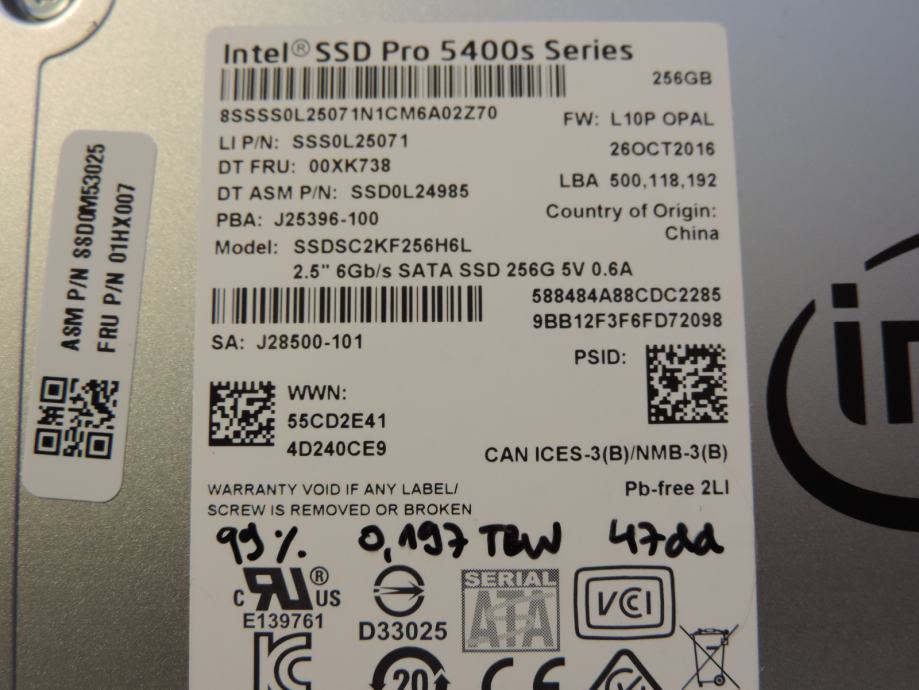 Intel® SSD Pro 5400s Series
256GB
8SSSS0L25071N1CM6A02Z70
FW: L10P OPAL
LI P/N: SSS0L25071
26OCT2016
DT FRU: 00XK738
LBA 500,118,192
DT ASM P/N: SSD0L24985
PBA: J25396-100
Country of Origin:
China
Model: SSDSC2KF256H6L
2.5" 6Gb/s SATA SSD 256G 5V 0.6A
588484A88CDC2285
9BB12F3F6FD72098
SA: J28500-101
PSID:
WWN:
55CD2E41
4D240CE9
CAN ICES-3(B)/NMB-3(B)
WARRANTY VOID IF ANY LABEL/
SCREW IS REMOVED OR BROKEN
Pb-free 2LI
99% 0,197 TBW 47dd
c RU ® US
E139761
D33025
SERIAL
ATA
VCI
20
CE
ASM P/N SSD0M53025
FRU P/N 01HX007